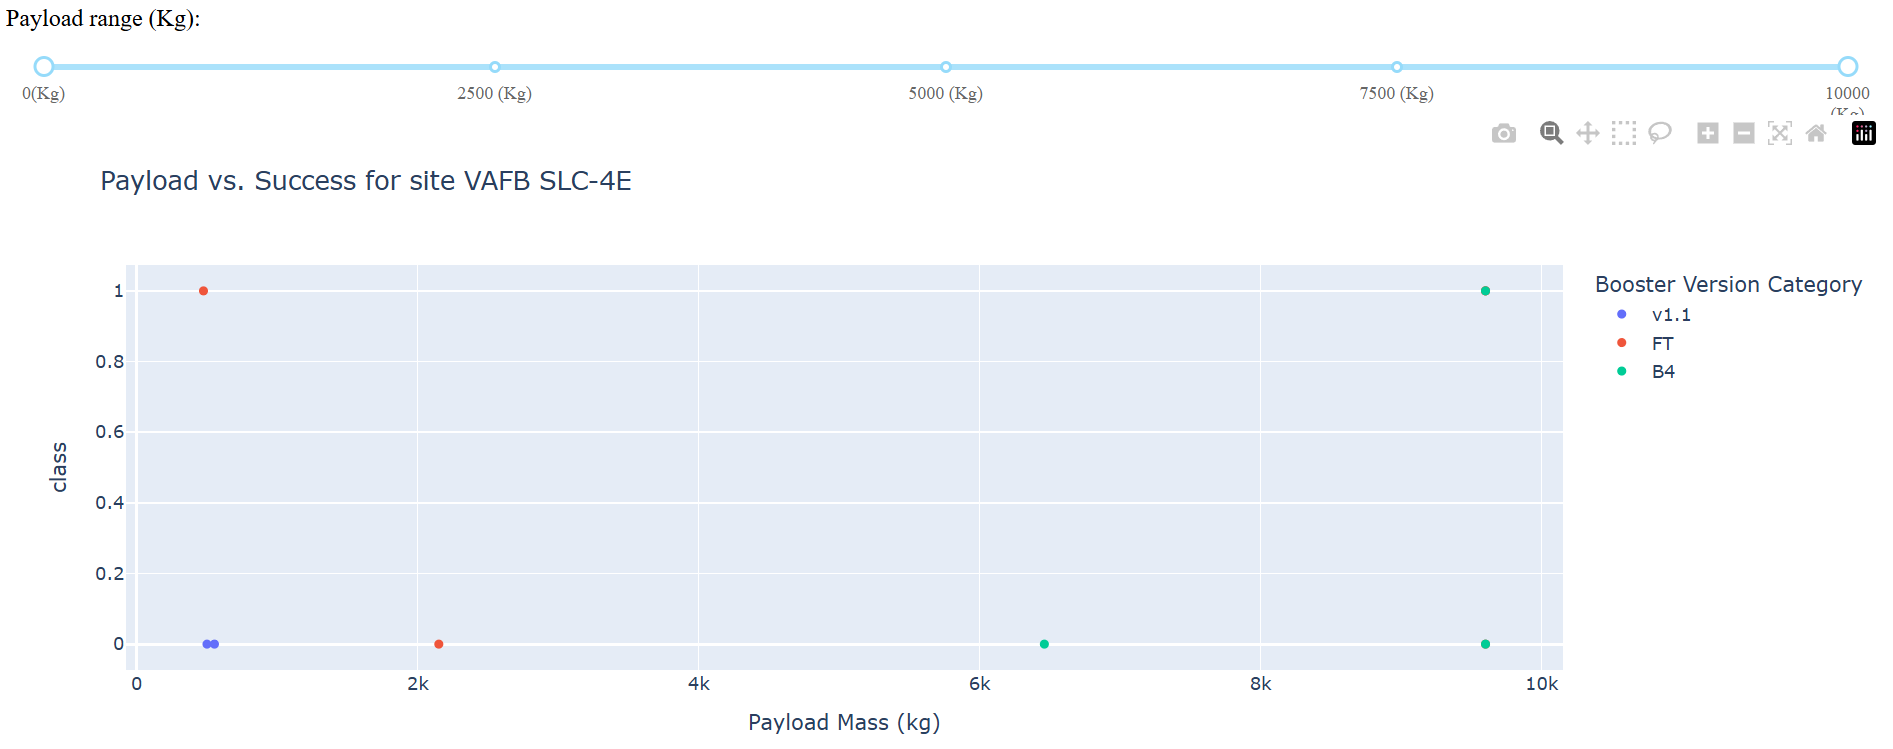 Payload range (Kg):
0(Kg) 2500 (Kg) 5000 (Kg) 7500 (Kg) 10000
(Kg)
Payload vs. Success for site VAFB SLC-4E
Booster Version Category
v1.1
FT
B4
1
0.8
0.6
0.4
0.2
0
class
0 2k 4k 6k 8k 10k
Payload Mass (kg)